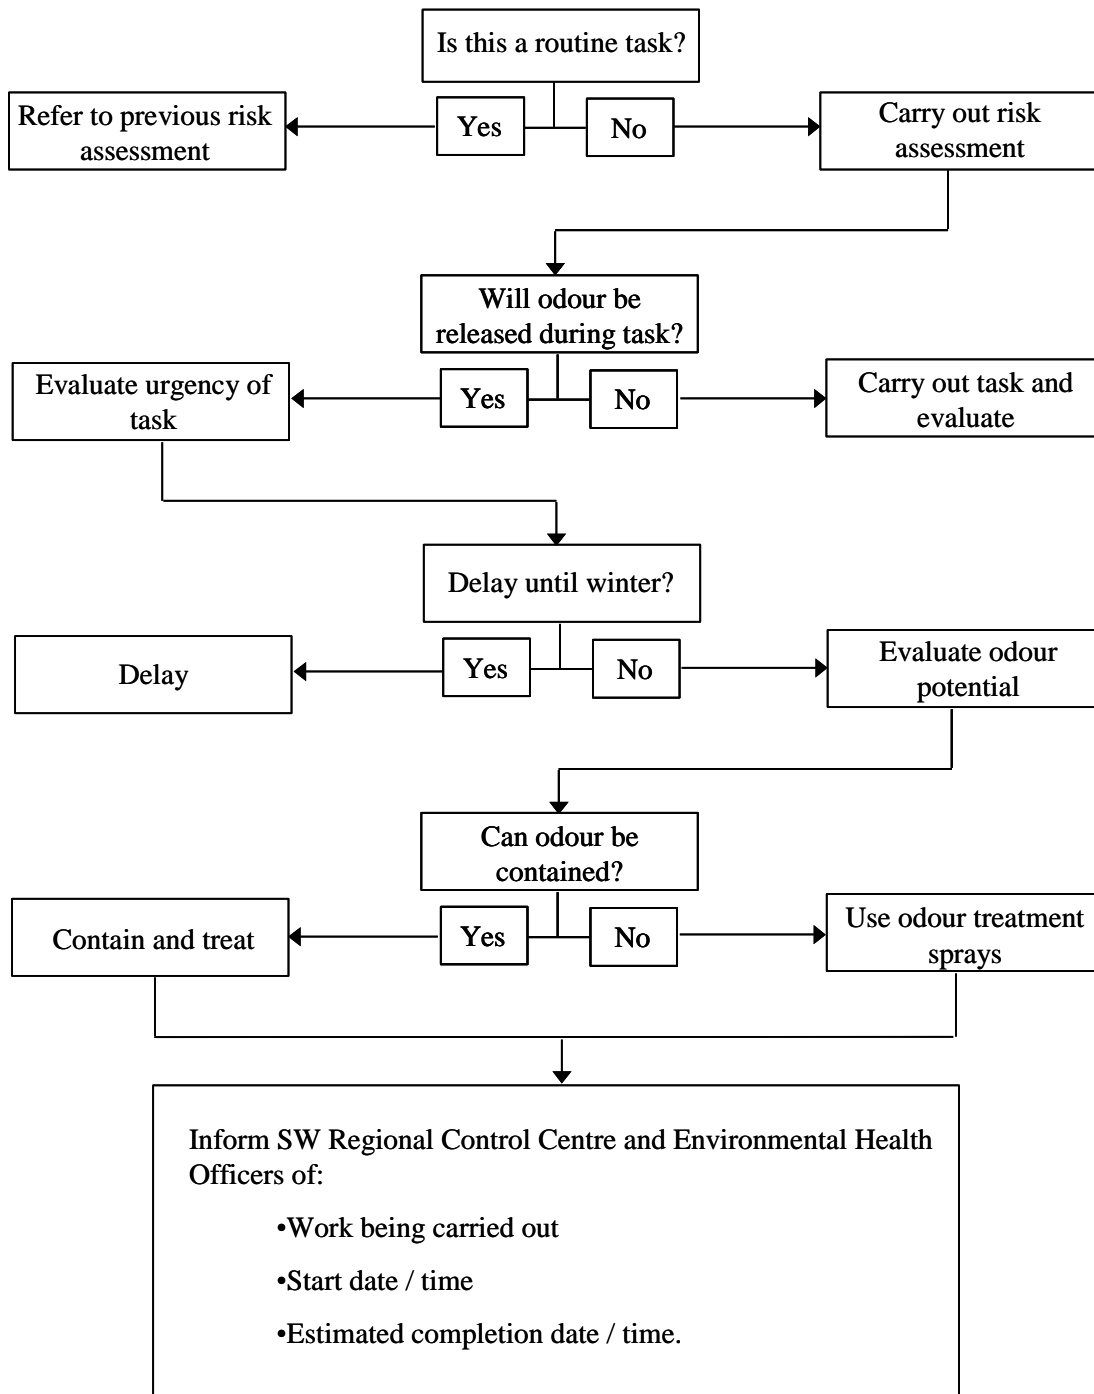 Is this a routine task?
Refer to previous risk
assessment
Yes
No
Carry out risk
assessment
Will odour be
released during task?
Evaluate urgency of
task
Yes
No
Carry out task and
evaluate
Delay until winter?
Delay
Yes
No
Evaluate odour
potential
Can odour be
contained?
Contain and treat
Yes
No
Use odour treatment
sprays
Inform SW Regional Control Centre and Environmental Health
Officers of:
•Work being carried out
•Start date / time
•Estimated completion date / time.